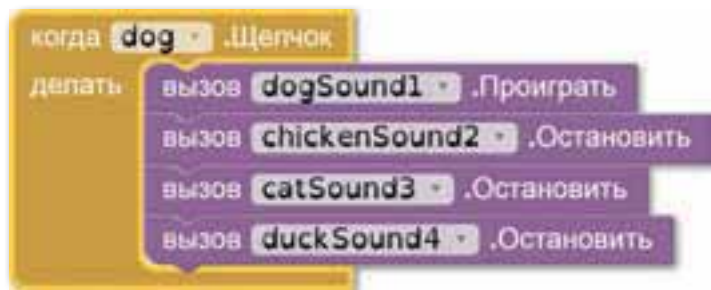 когда dog .Щелчок
делать вызов dogSound1 .Проиграть
вызов chickenSound2 .Остановить
вызов catSound3 .Остановить
вызов duckSound4 .Остановить